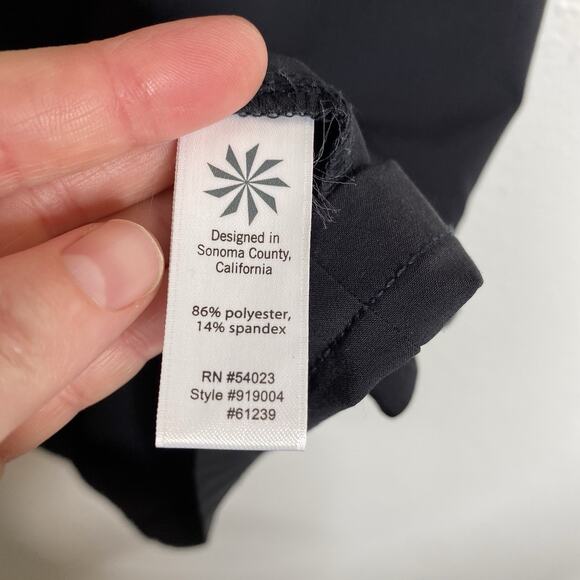 Designed in
Sonoma County,
California
86% polyester,
14% spandex
RN #54023
Style #919004
#61239